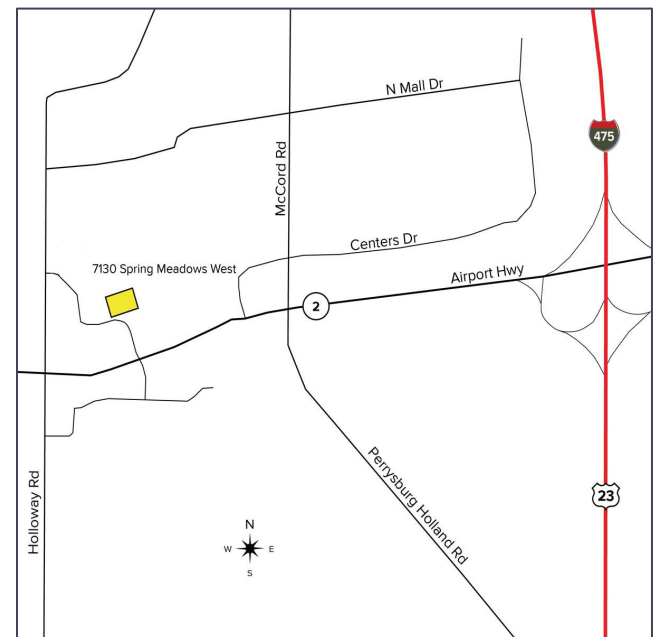 N Mall Dr
475
McCord Rd
Centers Dr
7130 Spring Meadows West
Airport Hwy
2
Perrysburg Holland Rd
23
Holloway Rd
N
W E
S